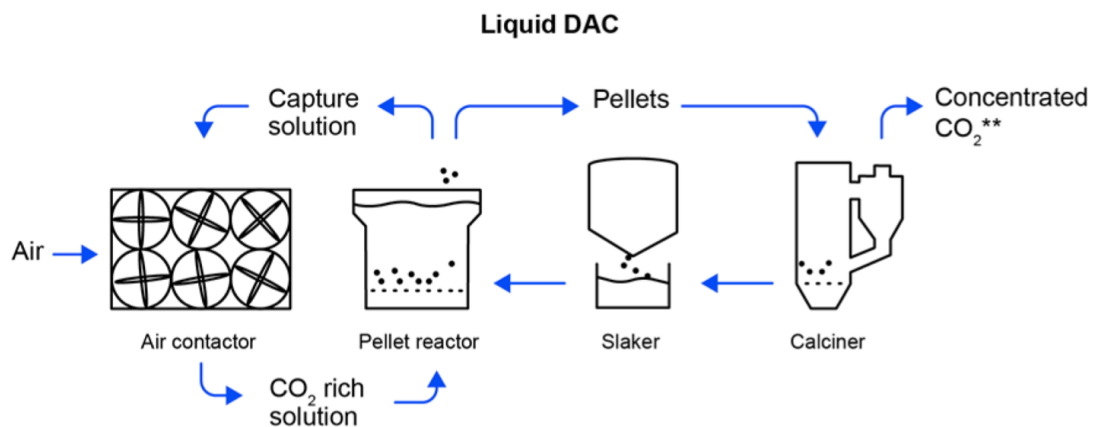 Liquid DAC
Capture
solution
Pellets
Concentrated
CO₂**
Air
Air contactor
Pellet reactor
Slaker
Calciner
CO₂ rich
solution